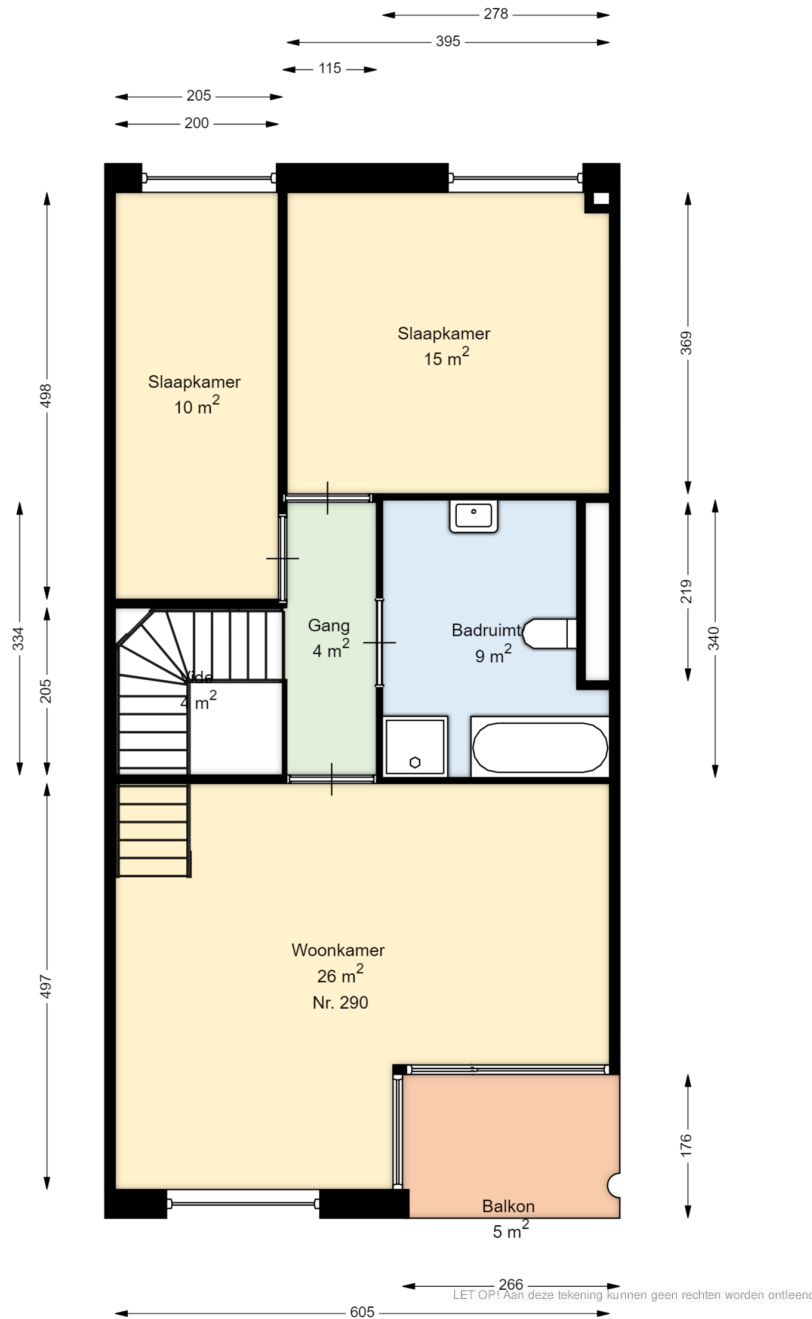 278
395
115
205
200
Slaapkamer
15 m²
369
Slaapkamer
10 m²
498
334
205
219
340
Gang
4 m²
Badruimt
9 m²
Vide
4 m²
497
Woonkamer
26 m²
Nr. 290
176
Balkon
5 m²
266
LET OP! Aan deze tekening kunnen geen rechten worden ontleend
605